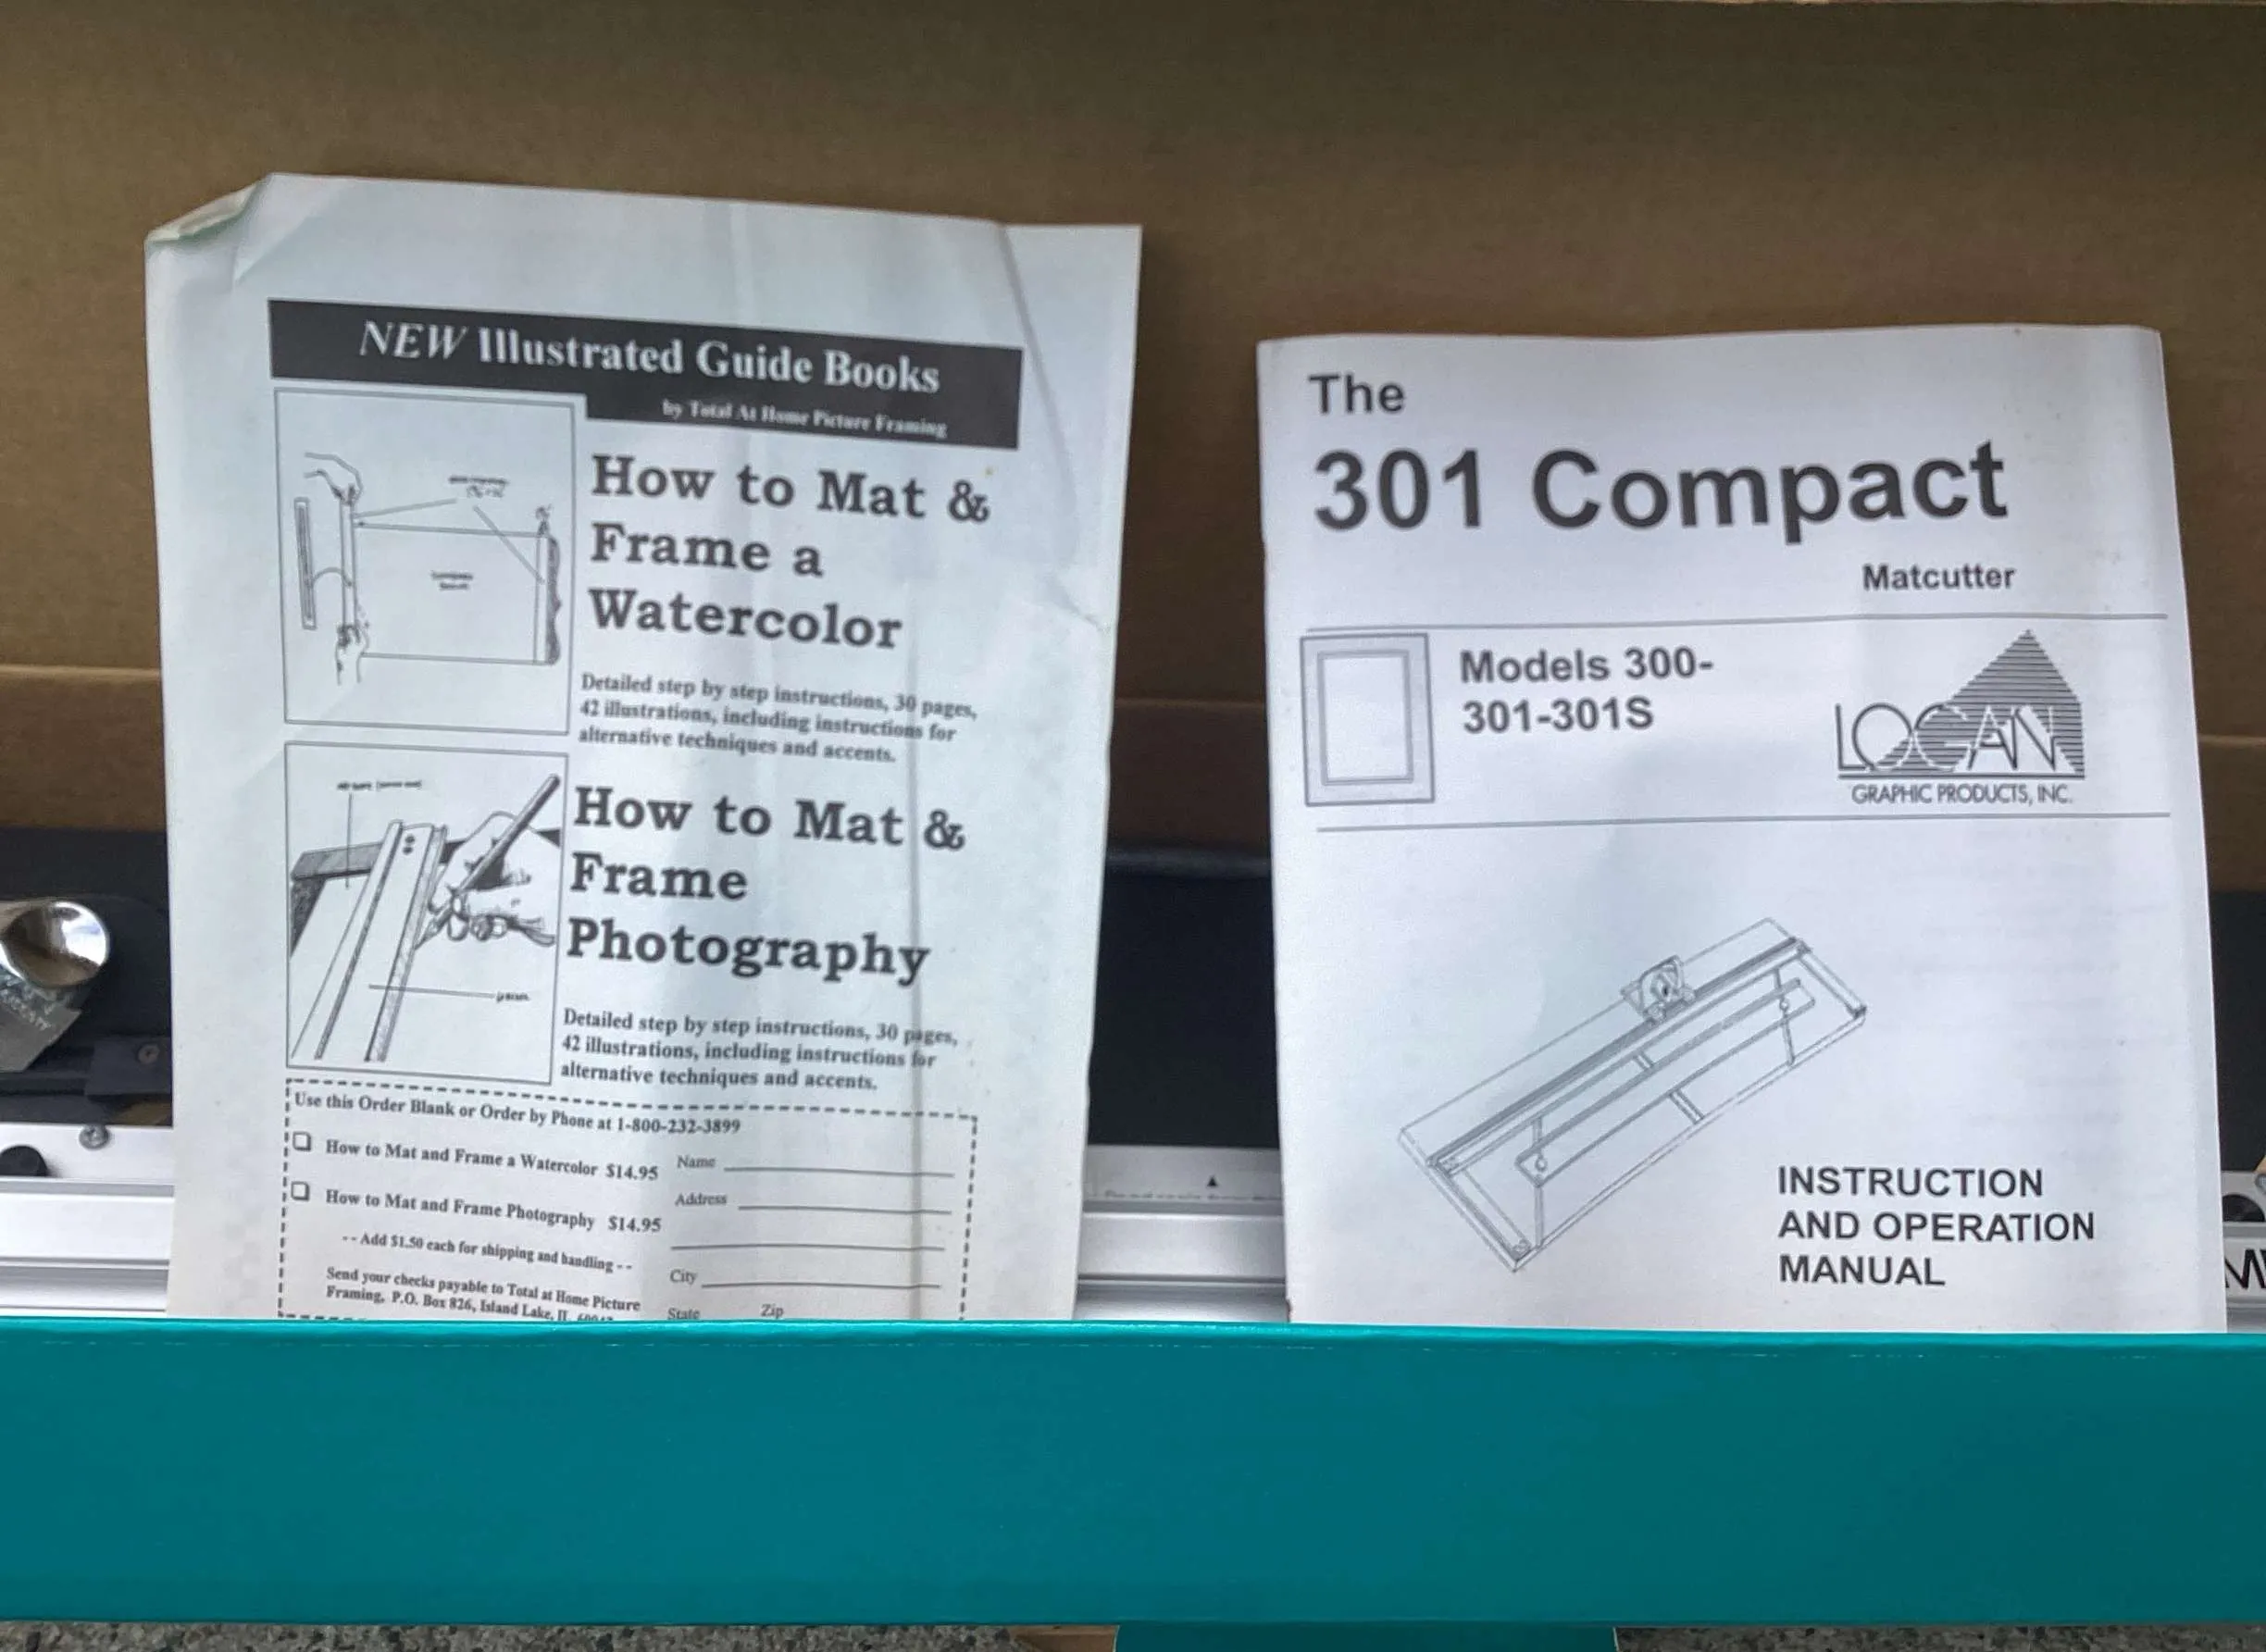 NEW Illustrated Guide Books
by Total At Home Picture Framing
How to Mat &
Frame a
Watercolor
Detailed step by step instructions, 30 pages,
42 illustrations, including instructions for
alternative techniques and accents.
How to Mat &
Frame
Photography
Detailed step by step instructions, 30 pages,
42 illustrations, including instructions for
alternative techniques and accents.
Use this Order Blank or Order by Phone at 1-800-232-3899
How to Mat and Frame a Watercolor $14.95
How to Mat and Frame Photography $14.95
-- Add $1.50 each for shipping and handling --
Send your checks payable to Total at Home Picture
Framing, P.O. Box 826, Island Lake, IL
Name
Address
City
State Zip
The
301 Compact
Matcutter
Models 300-
301-301S
LOGAN
GRAPHIC PRODUCTS, INC.
INSTRUCTION
AND OPERATION
MANUAL